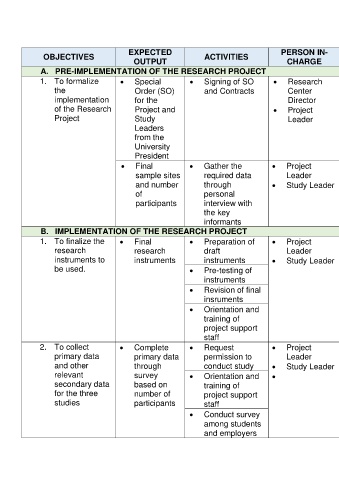 OBJECTIVES
EXPECTED
OUTPUT
ACTIVITIES
PERSON IN-
CHARGE
A. PRE-IMPLEMENTATION OF THE RESEARCH PROJECT
1. To formalize
the
implementation
of the Research
Project
• Special
Order (SO)
for the
Project and
Study
Leaders
from the
University
President
• Signing of SO
and Contracts
• Research
Center
Director
• Project
Leader
• Final
sample sites
and number
of
participants
• Gather the
required data
through
personal
interview with
the key
informants
• Project
Leader
• Study Leader
B. IMPLEMENTATION OF THE RESEARCH PROJECT
1. To finalize the
research
instruments to
be used.
• Final
research
instruments
• Preparation of
draft
instruments
• Pre-testing of
instruments
• Revision of final
insruments
• Orientation and
training of
project support
staff
• Project
Leader
• Study Leader
2. To collect
primary data
and other
relevant
secondary data
for the three
studies
• Complete
primary data
through
survey
based on
number of
participants
• Request
permission to
conduct study
• Orientation and
training of
project support
staff
• Conduct survey
among students
and employers
• Project
Leader
• Study Leader
•